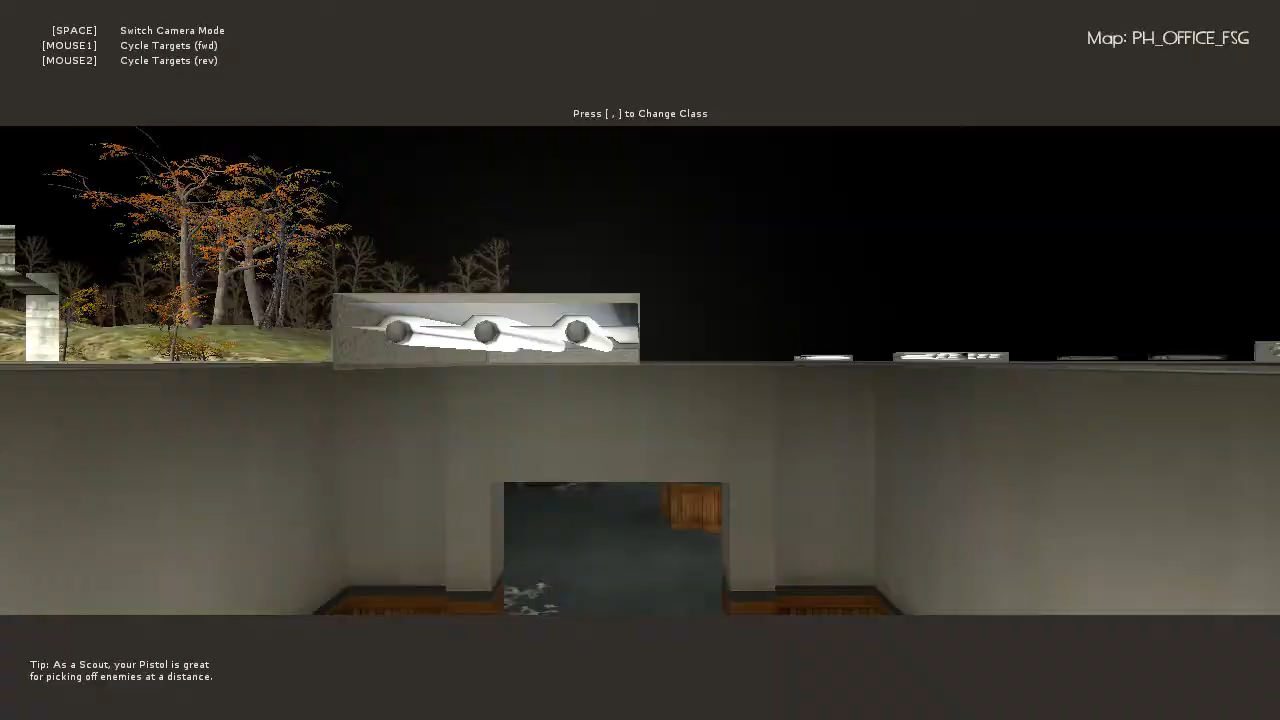 [SPACE] Switch Camera Mode
[MOUSE1] Cycle Targets (fwd)
[MOUSE2] Cycle Targets (rev)
Map: PH_OFFICE_FSG
Press [ , ] to Change Class
Tip: As a Scout, your Pistol is great
for picking off enemies at a distance.